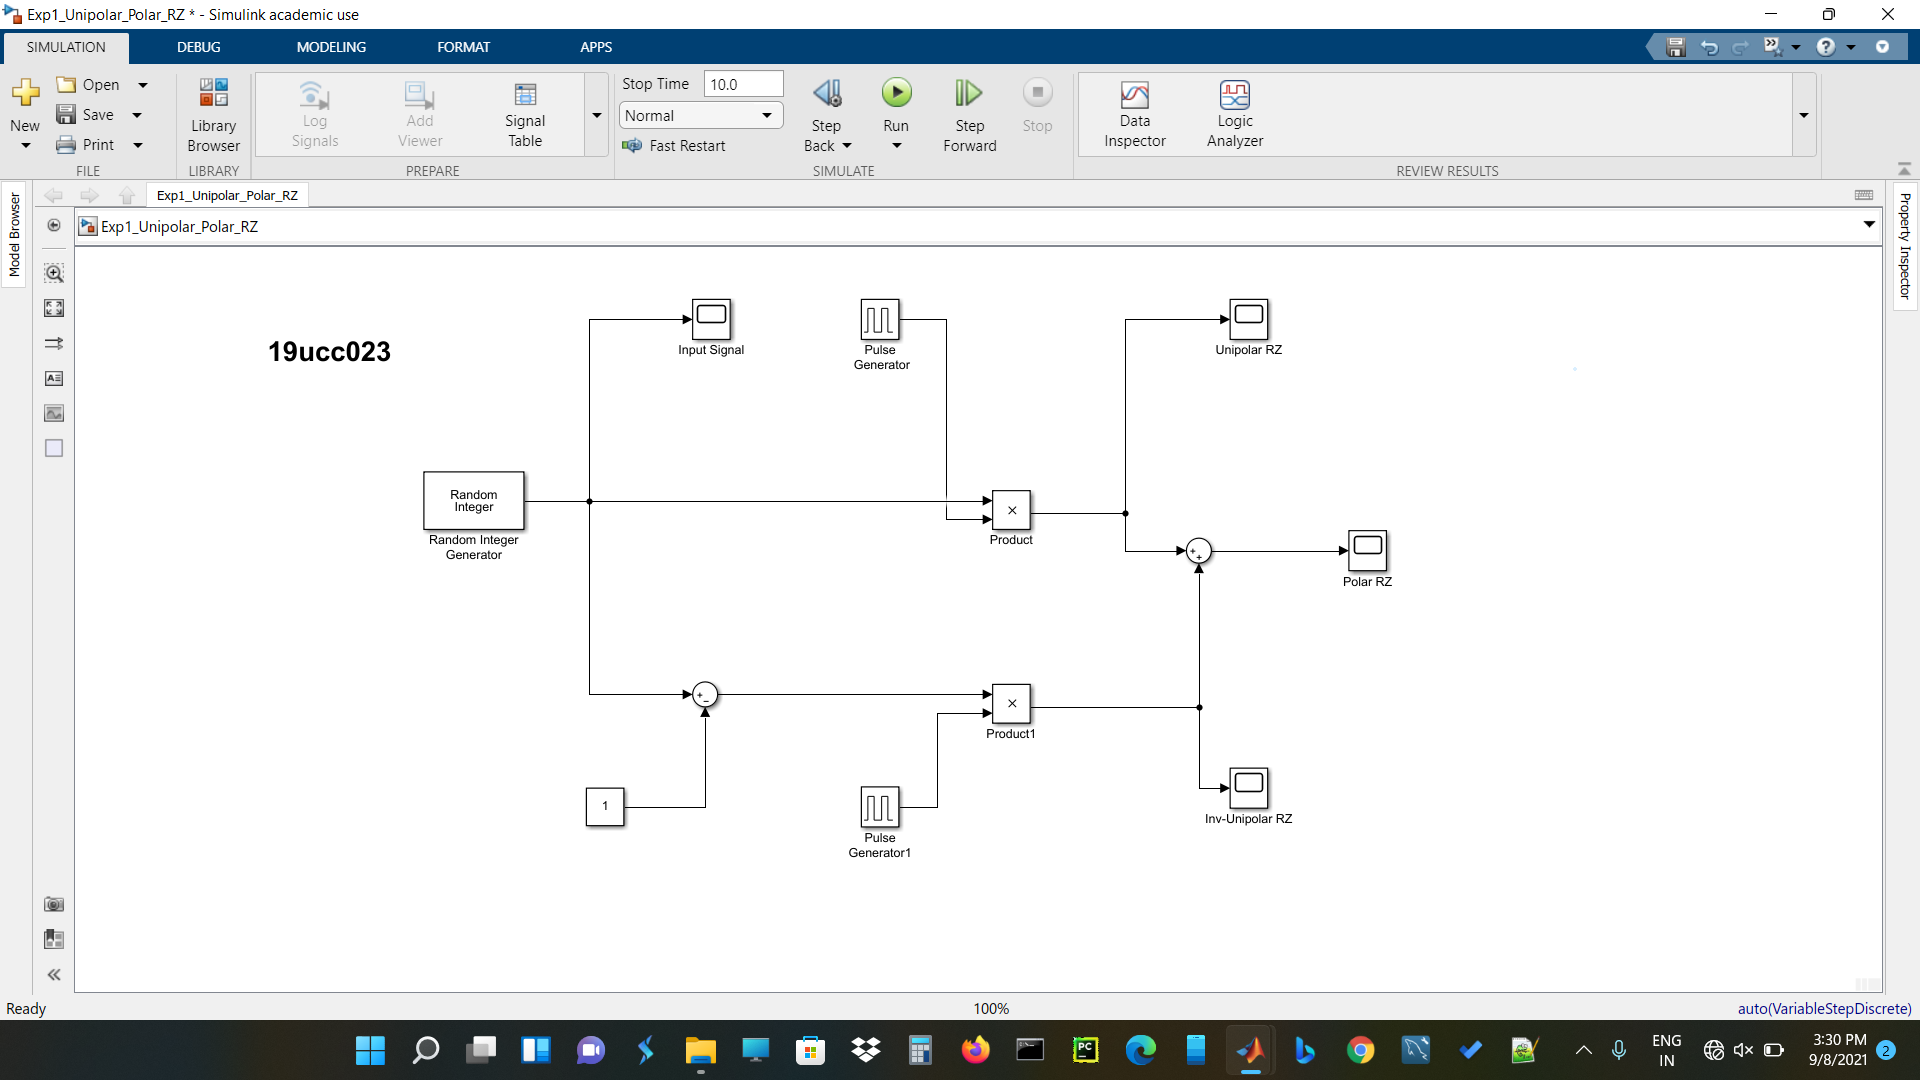 Exp1_Unipolar_Polar_RZ * - Simulink academic use
SIMULATION
DEBUG
MODELING
FORMAT
APPS
New
Open
Save
Print
FILE
Library
Browser
LIBRARY
Log
Signals
Add
Viewer
Signal
Table
PREPARE
Stop Time 10.0
Normal
Fast Restart
Step
Back
Run
Step
Forward
Stop
SIMULATE
Data
Inspector
Logic
Analyzer
REVIEW RESULTS
Model Browser
Exp1_Unipolar_Polar_RZ
Exp1_Unipolar_Polar_RZ
Property Inspector
19ucc023
Input Signal
Pulse
Generator
Unipolar RZ
Random
Integer
Random Integer
Generator
×
Product
+
+
Polar RZ
+
−
×
Product1
1
Pulse
Generator1
Inv-Unipolar RZ
Ready
100%
auto(VariableStepDiscrete)
PC
ENG
IN
3:30 PM
9/8/2021
2